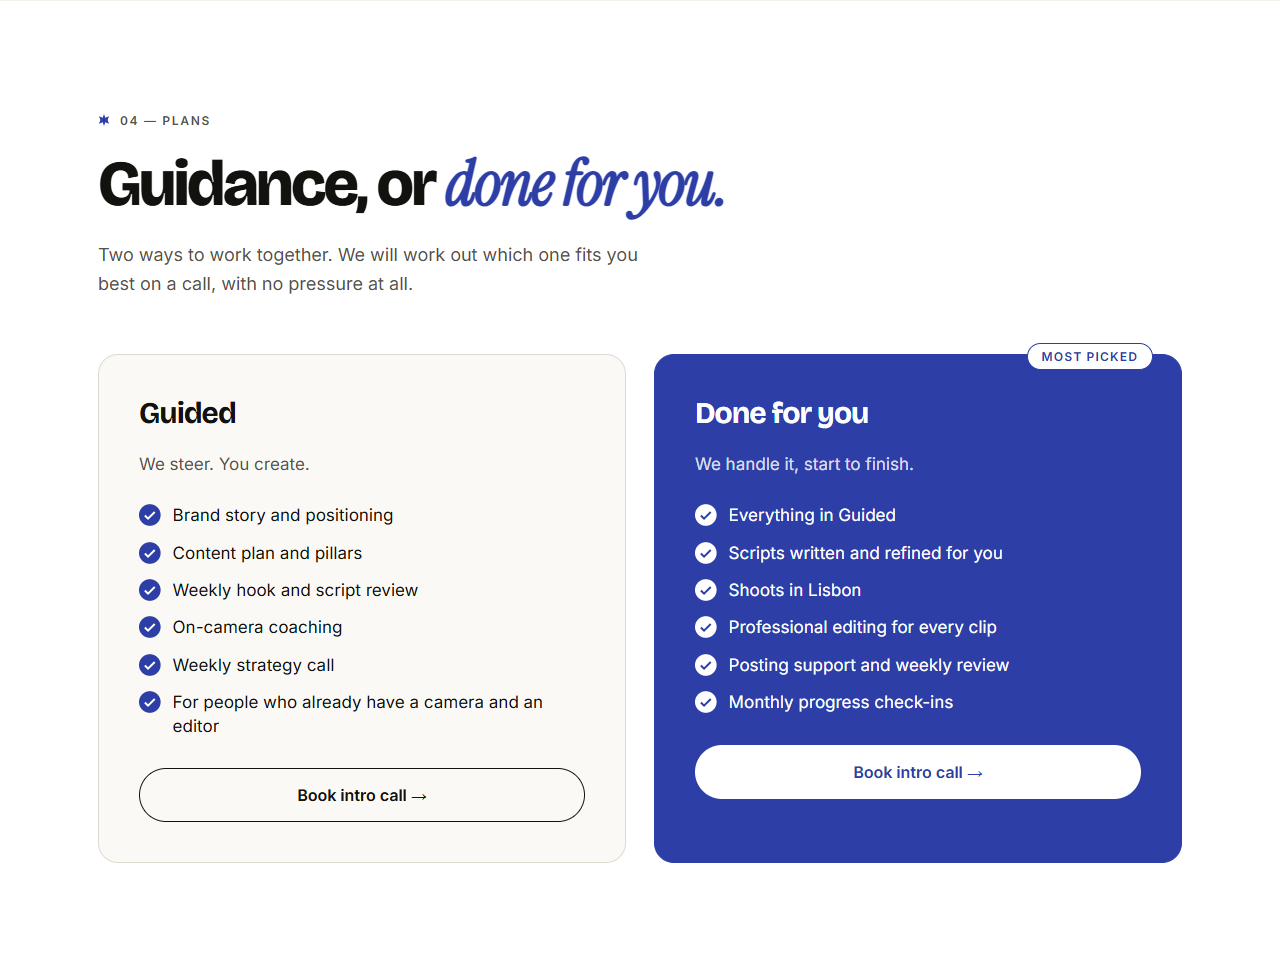 04 — PLANS
Guidance, or done for you.
Two ways to work together. We will work out which one fits you
best on a call, with no pressure at all.
Guided
We steer. You create.
Brand story and positioning
Content plan and pillars
Weekly hook and script review
On-camera coaching
Weekly strategy call
For people who already have a camera and an
editor
Book intro call →
MOST PICKED
Done for you
We handle it, start to finish.
Everything in Guided
Scripts written and refined for you
Shoots in Lisbon
Professional editing for every clip
Posting support and weekly review
Monthly progress check-ins
Book intro call →